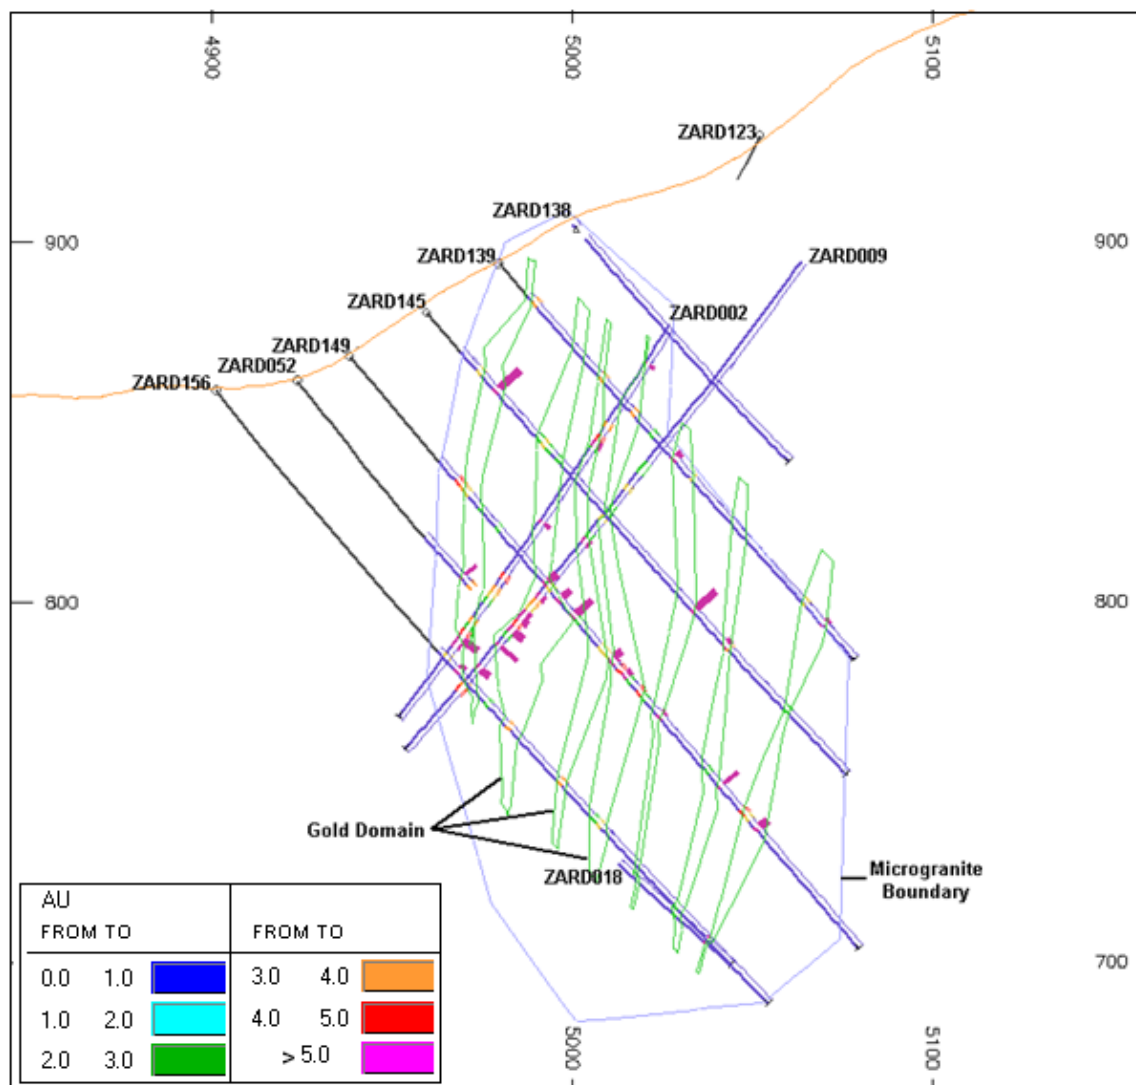 4900
5000
5100
ZARD123
ZARD138
900
900
ZARD139
ZARD009
ZARD145
ZARD002
ZARD149
ZARD052
ZARD156
800
800
Gold Domain
ZARD018
Microgranite
Boundary
AU
FROM TO
FROM TO
0.0 1.0
3.0 4.0
1.0 2.0
4.0 5.0
2.0 3.0
> 5.0
700
5000
5100